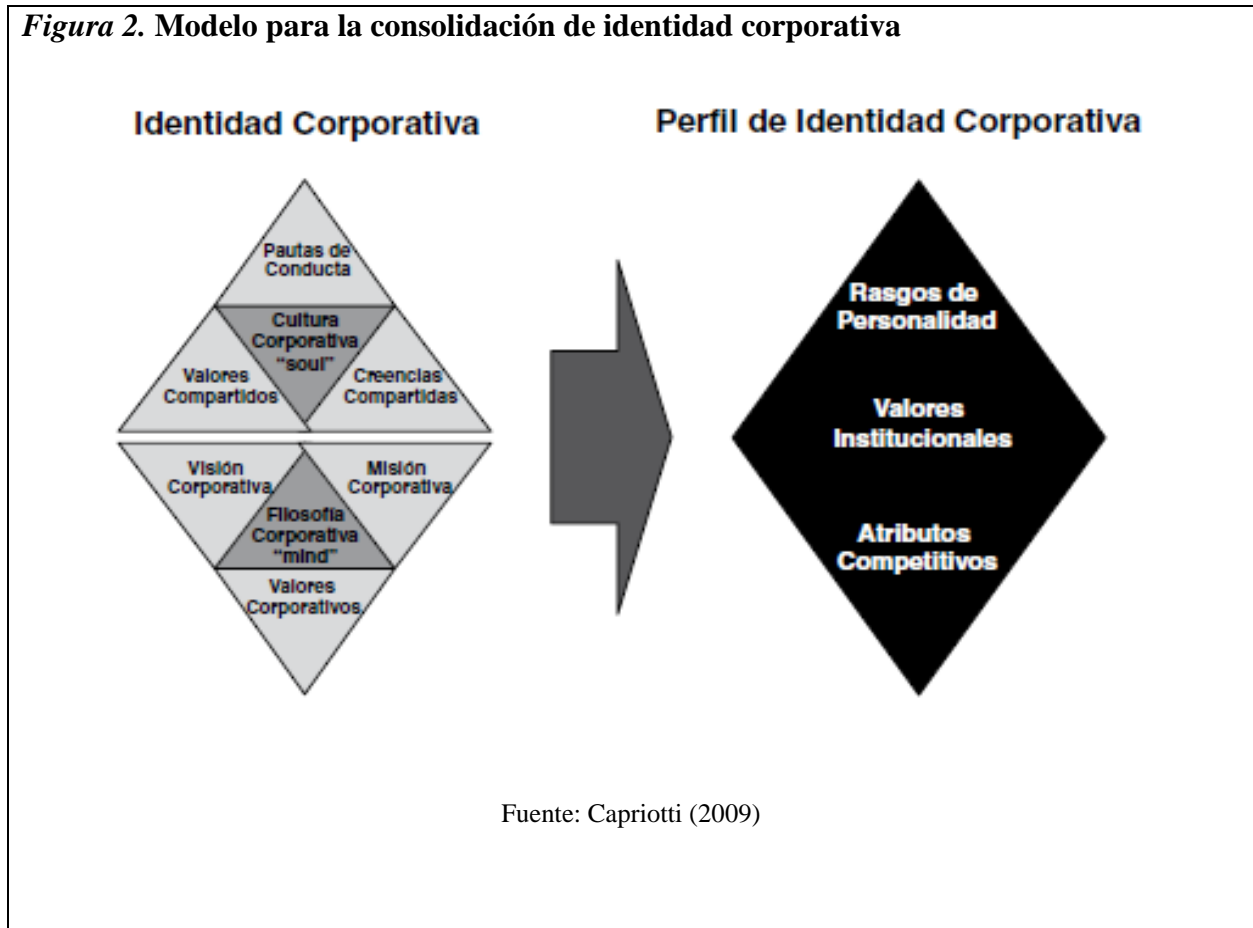 Figura 2. Modelo para la consolidación de identidad corporativa
Identidad Corporativa
Pautas de
Conducta
Cultura
Corporativa
“soul”
Valores
Compartidos
Creencias
Compartidas
Visión
Corporativa
Misión
Corporativa
Filosofía
Corporativa
“mind”
Valores
Corporativos
Perfil de Identidad Corporativa
Rasgos de
Personalidad
Valores
Institucionales
Atributos
Competitivos
Fuente: Capriotti (2009)